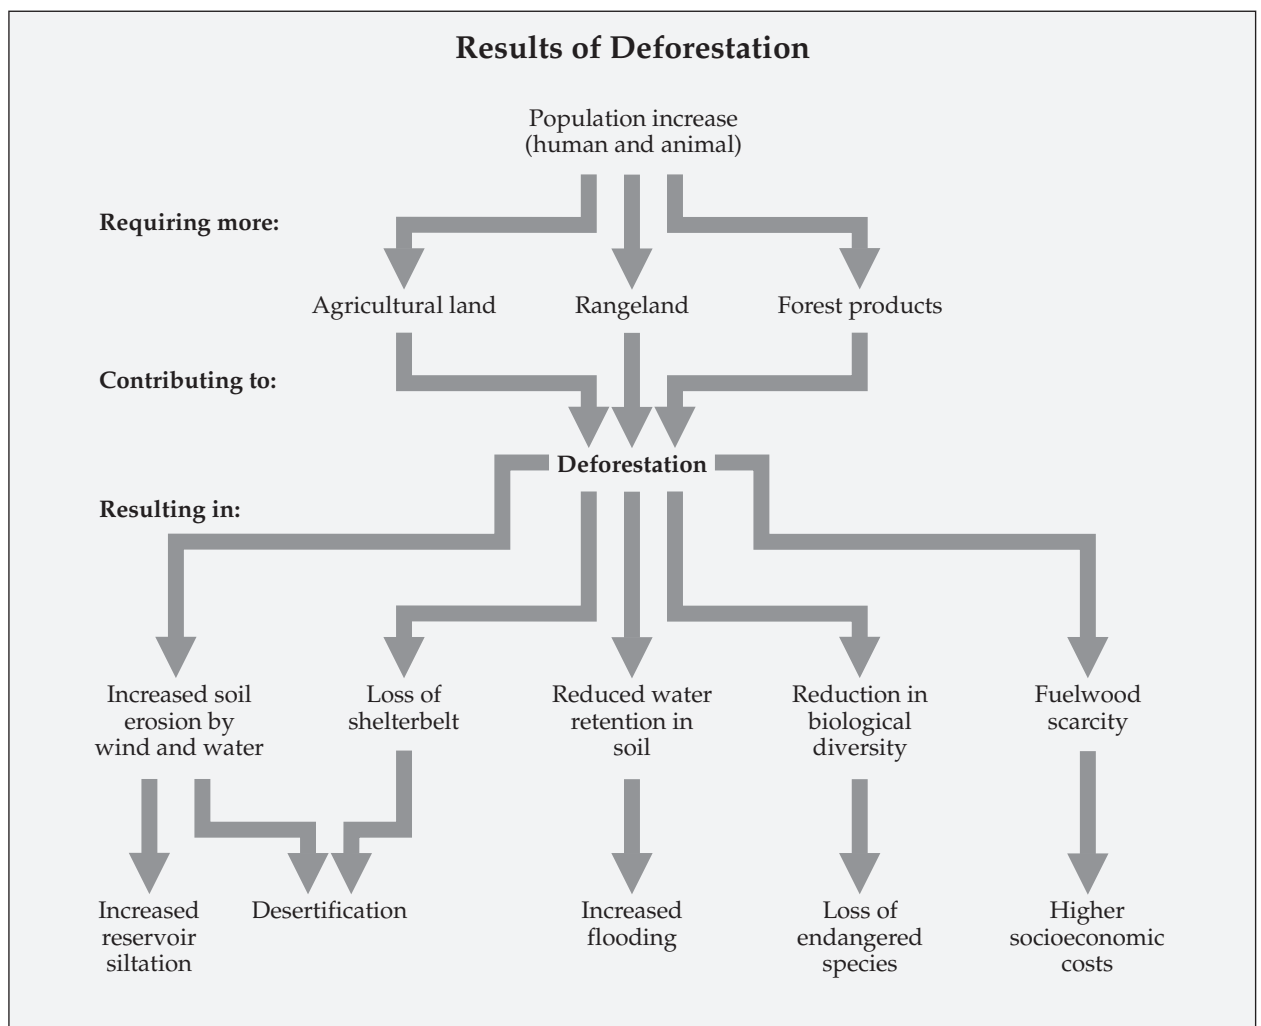 Results of Deforestation
Population increase
(human and animal)
Requiring more:
Agricultural land
Rangeland
Forest products
Contributing to:
Deforestation
Resulting in:
Increased soil
erosion by
wind and water
Loss of
shelterbelt
Reduced water
retention in
soil
Reduction in
biological
diversity
Fuelwood
scarcity
Increased
reservoir
siltation
Desertification
Increased
flooding
Loss of
endangered
species
Higher
socioeconomic
costs